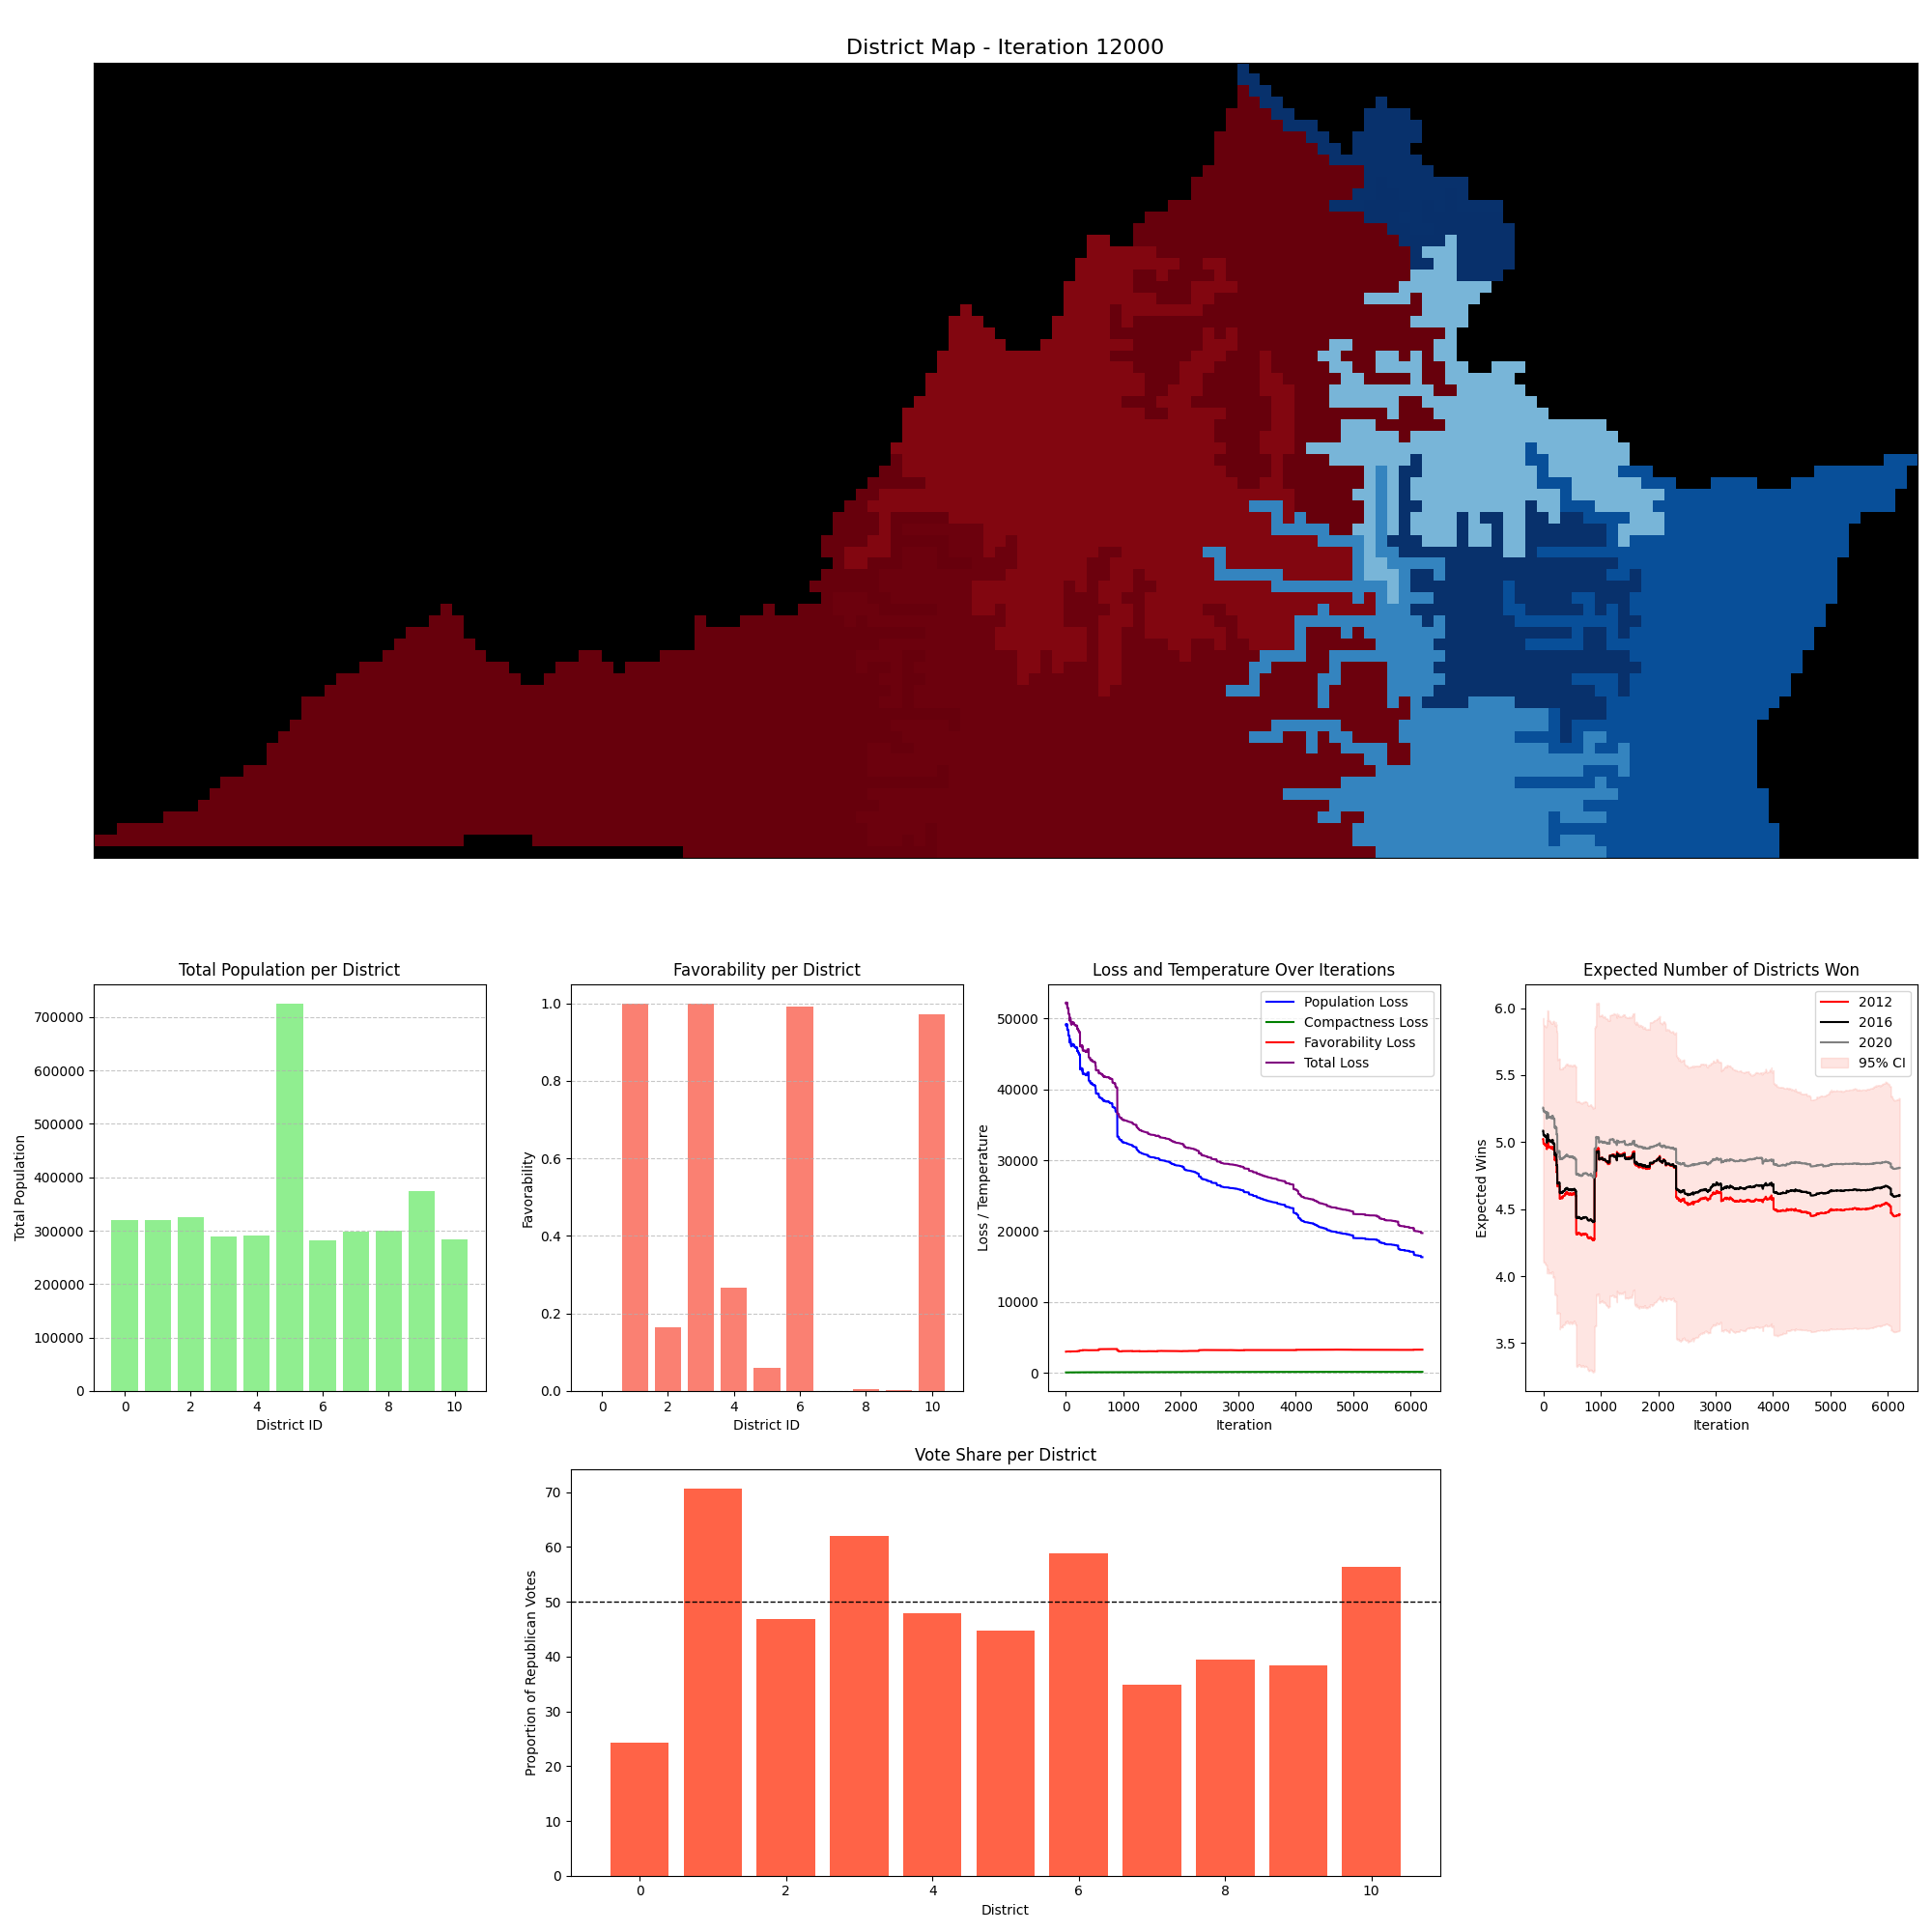 District Map - Iteration 12000
Total Population per District
Total Population
700000
600000
500000
400000
300000
200000
100000
0
0 2 4 6 8 10
District ID
Favorability per District
Favorability
1.0
0.8
0.6
0.4
0.2
0.0
0 2 4 6 8 10
District ID
Loss and Temperature Over Iterations
Loss / Temperature
50000
40000
30000
20000
10000
0
Population Loss
Compactness Loss
Favorability Loss
Total Loss
0 1000 2000 3000 4000 5000 6000
Iteration
Expected Number of Districts Won
Expected Wins
6.0
5.5
5.0
4.5
4.0
3.5
2012
2016
2020
95% CI
0 1000 2000 3000 4000 5000 6000
Iteration
Vote Share per District
Proportion of Republican Votes
70
60
50
40
30
20
10
0
0 2 4 6 8 10
District